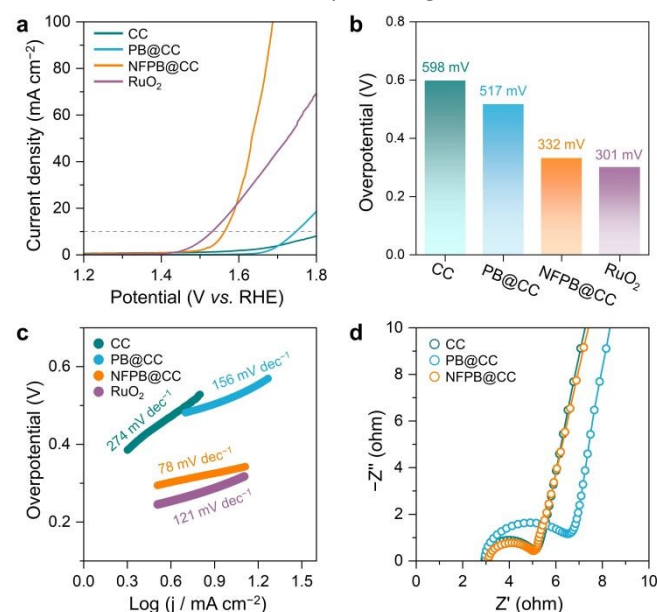 a
CC
PB@CC
NFPB@CC
RuO₂
Current density (mA cm⁻²)
100
80
60
40
20
10
0
1.2
1.4
1.6
1.8
Potential (V vs. RHE)
b
598 mV
517 mV
332 mV
301 mV
Overpotential (V)
0.8
0.6
0.4
0.2
0.0
CC
PB@CC
NFPB@CC
RuO₂
c
CC
PB@CC
NFPB@CC
RuO₂
274 mV dec⁻¹
156 mV dec⁻¹
78 mV dec⁻¹
121 mV dec⁻¹
Overpotential (V)
0.6
0.4
0.2
0.3
0.6
0.9
1.2
1.5
Log (j / mA cm⁻²)
d
CC
PB@CC
NFPB@CC
−Z" (ohm)
10
8
6
4
2
0
0
2
4
6
8
10
Z' (ohm)